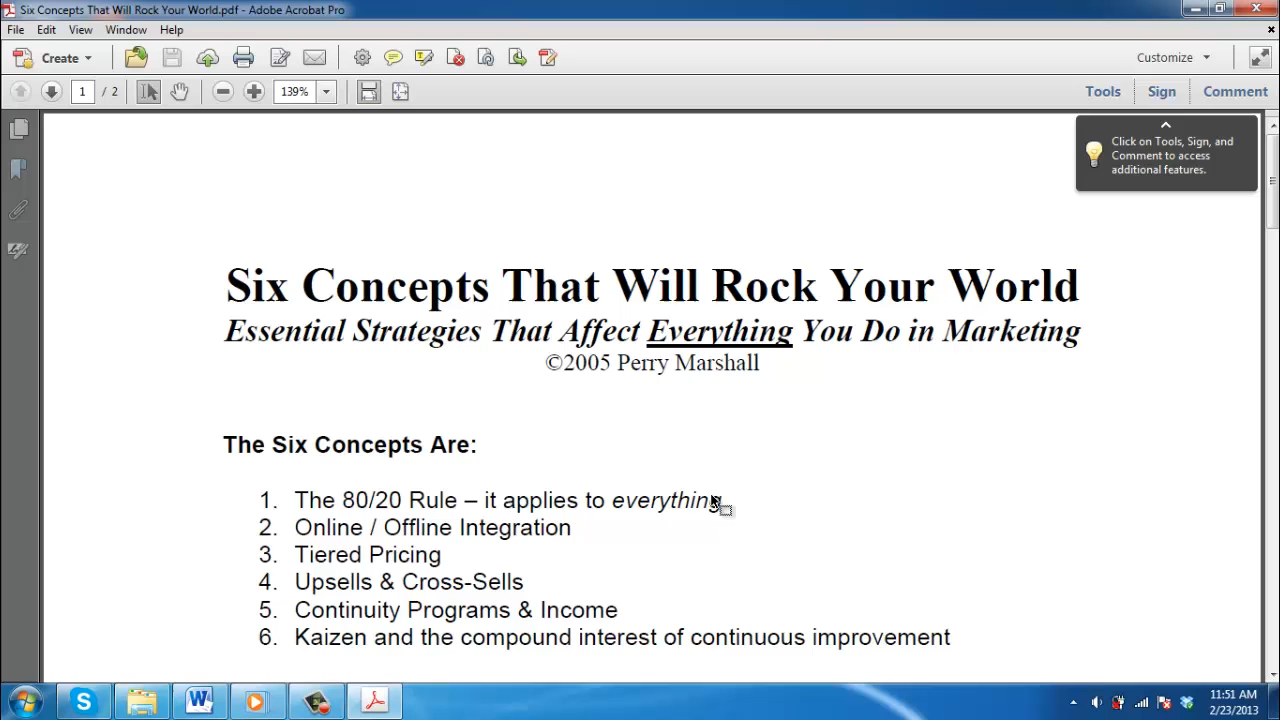 Six Concepts That Will Rock Your World.pdf - Adobe Acrobat Pro
File Edit View Window Help
Create Customize
1 / 2 139% Tools Sign Comment
Click on Tools, Sign, and
Comment to access
additional features.
Six Concepts That Will Rock Your World
Essential Strategies That Affect Everything You Do in Marketing
©2005 Perry Marshall
The Six Concepts Are:
1. The 80/20 Rule – it applies to everything
2. Online / Offline Integration
3. Tiered Pricing
4. Upsells & Cross-Sells
5. Continuity Programs & Income
6. Kaizen and the compound interest of continuous improvement
11:51 AM
2/23/2013